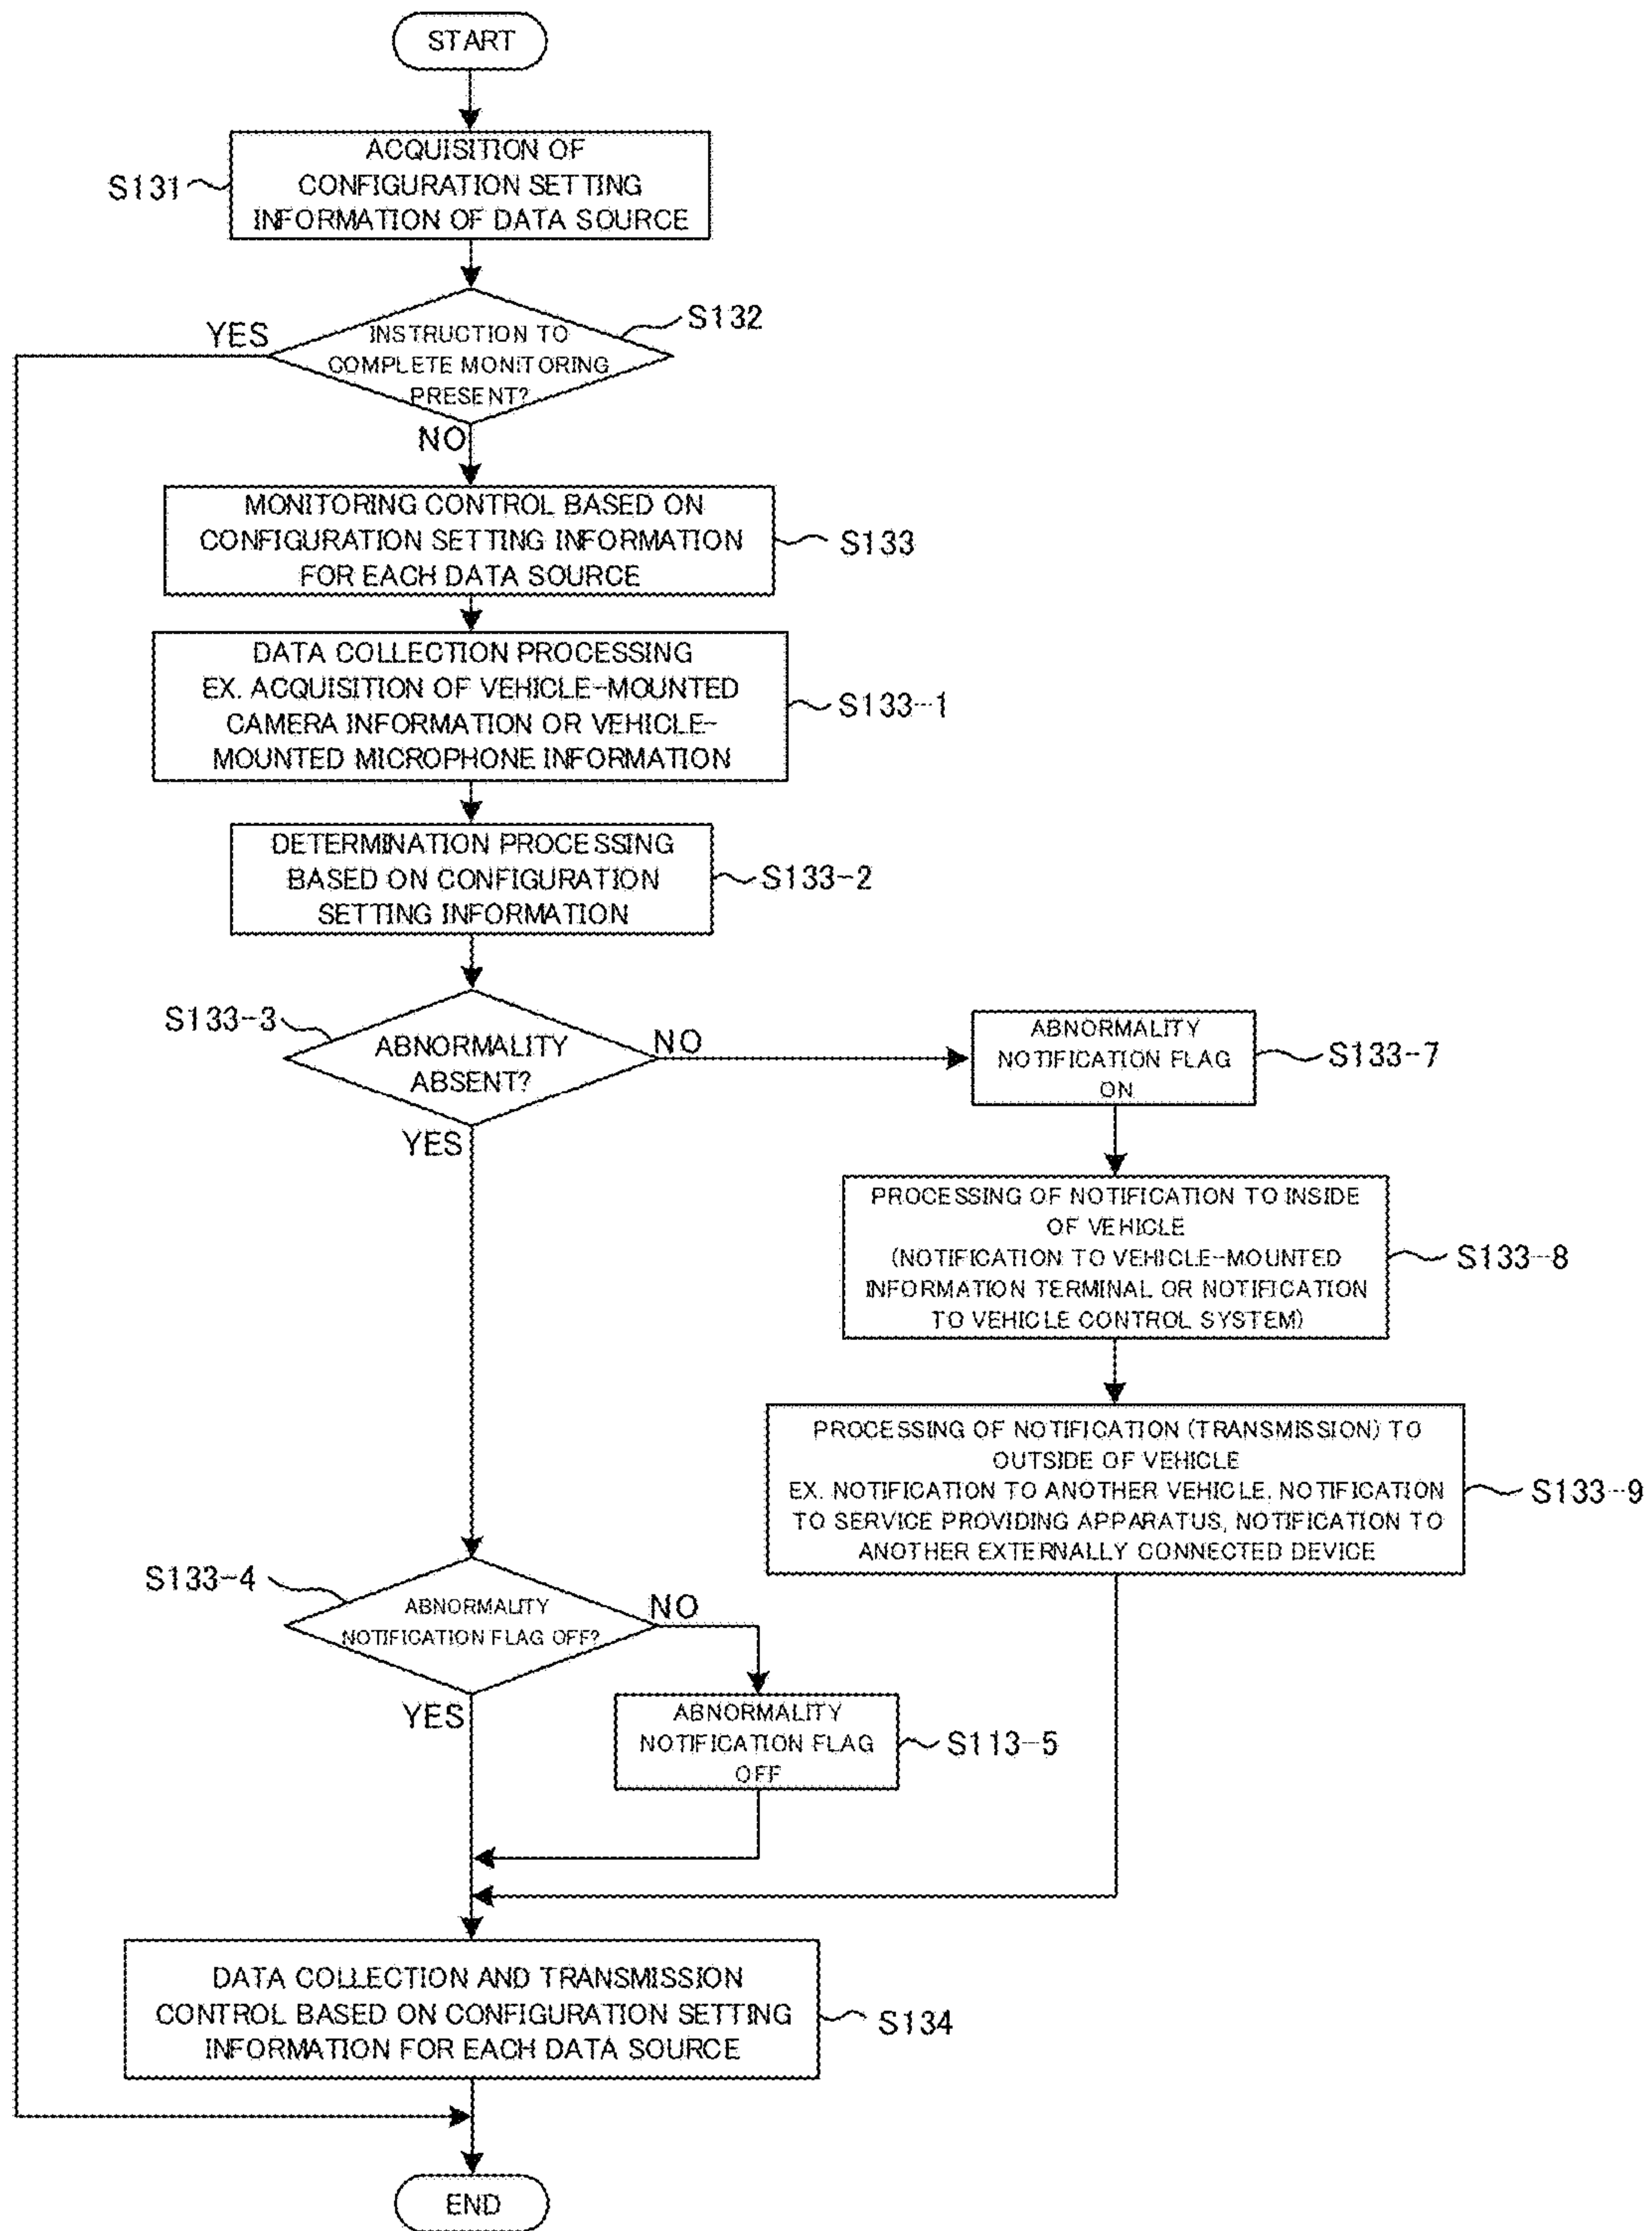 START
ACQUISITION OF
CONFIGURATION SETTING
INFORMATION OF DATA SOURCE
S131
INSTRUCTION TO
COMPLETE MONITORING
PRESENT?
S132
YES
NO
MONITORING CONTROL BASED ON
CONFIGURATION SETTING INFORMATION
FOR EACH DATA SOURCE
S133
DATA COLLECTION PROCESSING
EX. ACQUISITION OF VEHICLE-MOUNTED
CAMERA INFORMATION OR VEHICLE-
MOUNTED MICROPHONE INFORMATION
S133-1
DETERMINATION PROCESSING
BASED ON CONFIGURATION
SETTING INFORMATION
S133-2
S133-3
ABNORMALITY
ABSENT?
NO
YES
ABNORMALITY
NOTIFICATION FLAG
ON
S133-7
PROCESSING OF NOTIFICATION TO INSIDE
OF VEHICLE
(NOTIFICATION TO VEHICLE-MOUNTED
INFORMATION TERMINAL OR NOTIFICATION
TO VEHICLE CONTROL SYSTEM)
S133-8
PROCESSING OF NOTIFICATION (TRANSMISSION) TO
OUTSIDE OF VEHICLE
EX. NOTIFICATION TO ANOTHER VEHICLE. NOTIFICATION
TO SERVICE PROVIDING APPARATUS, NOTIFICATION TO
ANOTHER EXTERNALLY CONNECTED DEVICE
S133-9
S133-4
ABNORMALITY
NOTIFICATION FLAG OFF?
NO
YES
ABNORMALITY
NOTIFICATION FLAG
OFF
S113-5
DATA COLLECTION AND TRANSMISSION
CONTROL BASED ON CONFIGURATION SETTING
INFORMATION FOR EACH DATA SOURCE
S134
END